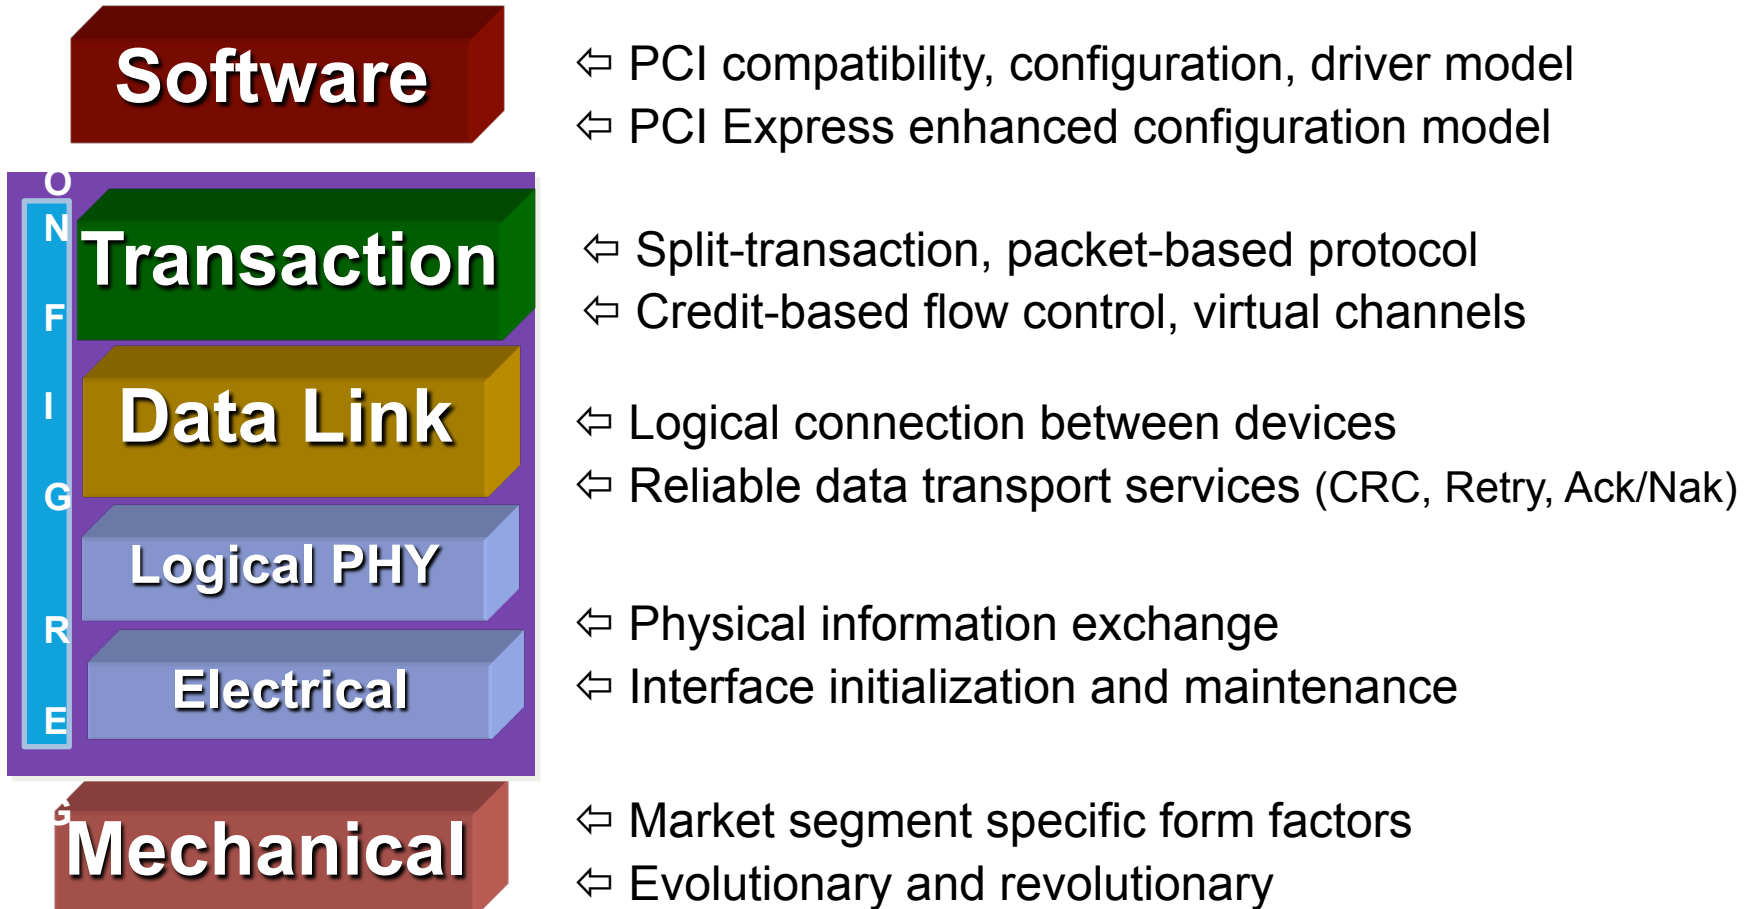 Software
⇦ PCI compatibility, configuration, driver model
⇦ PCI Express enhanced configuration model
O
N
F
I
G
R
E
G
Transaction
⇦ Split-transaction, packet-based protocol
⇦ Credit-based flow control, virtual channels
Data Link
⇦ Logical connection between devices
⇦ Reliable data transport services (CRC, Retry, Ack/Nak)
Logical PHY
Electrical
⇦ Physical information exchange
⇦ Interface initialization and maintenance
Mechanical
⇦ Market segment specific form factors
⇦ Evolutionary and revolutionary